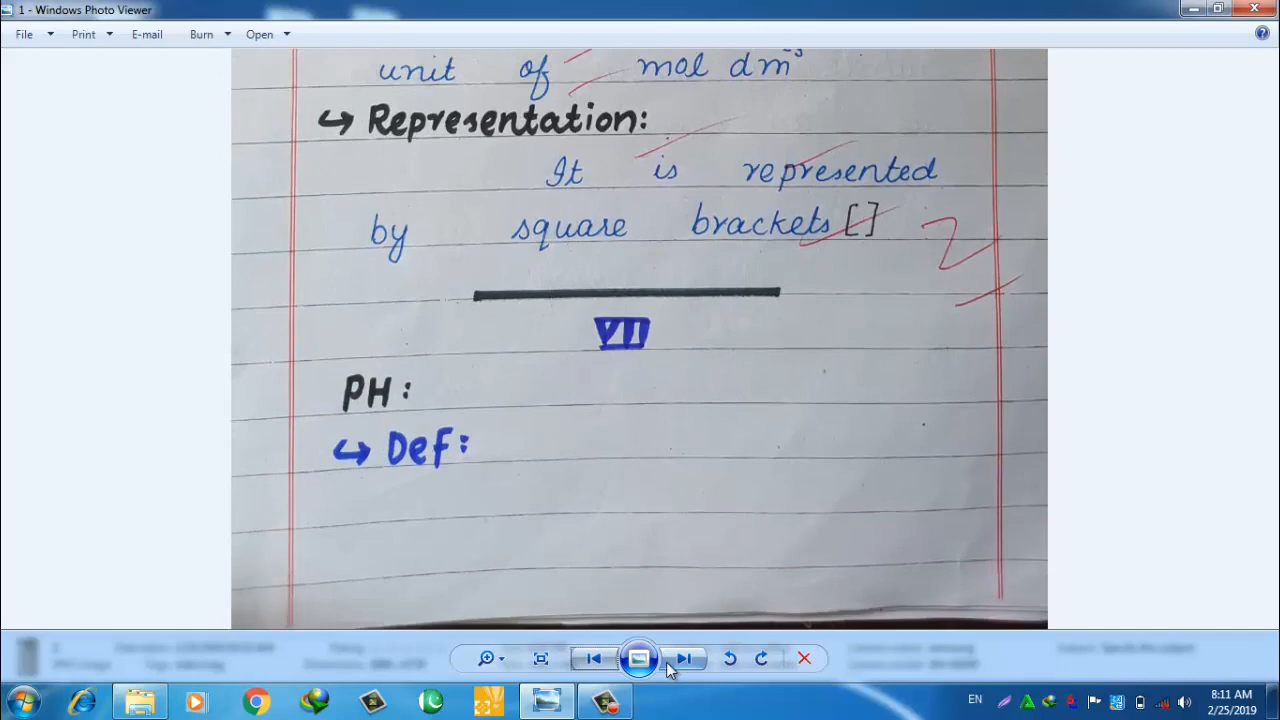 1 - Windows Photo Viewer
File Print E-mail Burn Open
unit of mol dm⁻³
↪ Representation:
It is represented
by square brackets []
VII
PH:
↪ Def:
EN
8:11 AM
2/25/2019